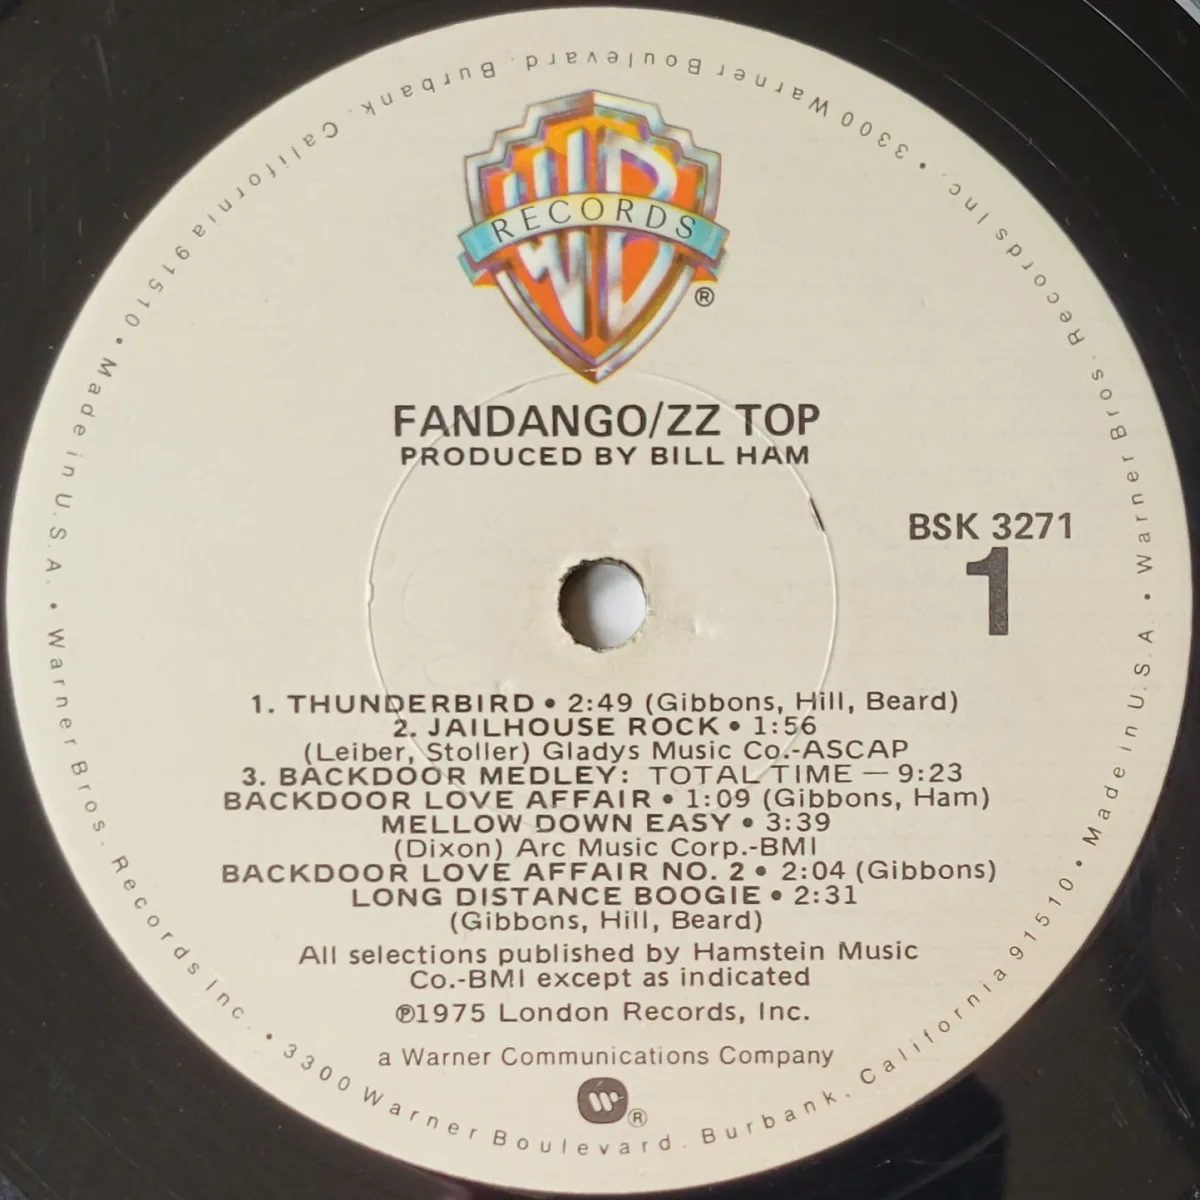 WB
RECORDS
®
FANDANGO/ZZ TOP
PRODUCED BY BILL HAM
BSK 3271
1
1. THUNDERBIRD • 2:49 (Gibbons, Hill, Beard)
2. JAILHOUSE ROCK • 1:56
(Leiber, Stoller) Gladys Music Co.-ASCAP
3. BACKDOOR MEDLEY: TOTAL TIME — 9:23
BACKDOOR LOVE AFFAIR • 1:09 (Gibbons, Ham)
MELLOW DOWN EASY • 3:39
(Dixon) Arc Music Corp.-BMI
BACKDOOR LOVE AFFAIR NO. 2 • 2:04 (Gibbons)
LONG DISTANCE BOOGIE • 2:31
(Gibbons, Hill, Beard)
All selections published by Hamstein Music
Co.-BMI except as indicated
℗1975 London Records, Inc.
a Warner Communications Company
®
Made in U.S.A. • Warner Bros. Records Inc. • 3300 Warner Boulevard. Burbank. California 91510 • Made in U.S.A. • Warner Bros. Records Inc. • 3300 Warner Boulevard. Burbank. California 91510 •